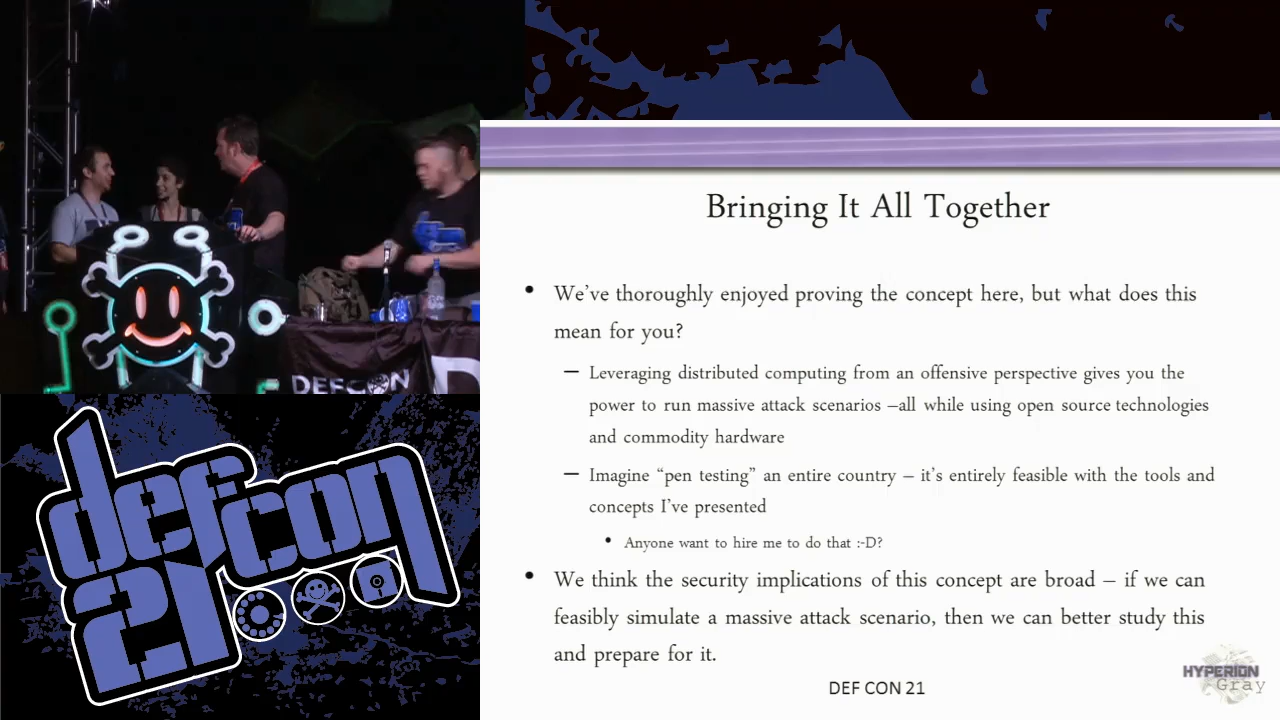 Bringing It All Together
• We’ve thoroughly enjoyed proving the concept here, but what does this
mean for you?
– Leveraging distributed computing from an offensive perspective gives you the
power to run massive attack scenarios –all while using open source technologies
and commodity hardware
– Imagine “pen testing” an entire country – it’s entirely feasible with the tools and
concepts I’ve presented
• Anyone want to hire me to do that :-D?
• We think the security implications of this concept are broad – if we can
feasibly simulate a massive attack scenario, then we can better study this
and prepare for it.
DEF CON 21
HYPERION
Gray
DEFCON
D
defcon
21